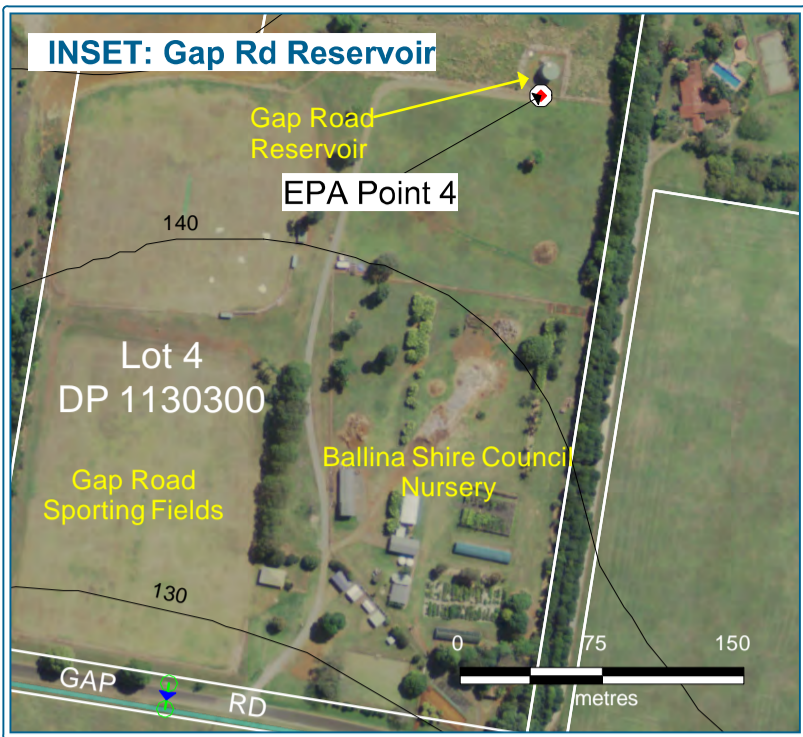 INSET: Gap Rd Reservoir
Gap Road
Reservoir
EPA Point 4
140
Lot 4
DP 1130300
Ballina Shire Council
Nursery
Gap Road
Sporting Fields
130
0 75 150
metres
GAP RD